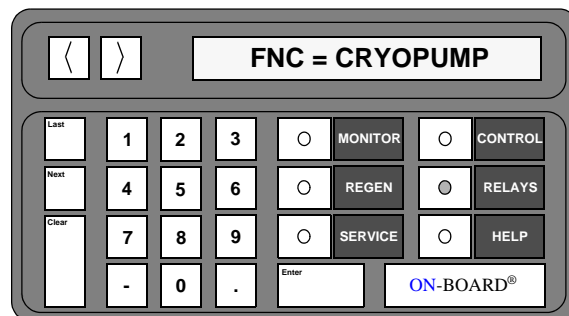 〈 〉 FNC = CRYOPUMP
Last 1 2 3 MONITOR CONTROL
Next 4 5 6 REGEN RELAYS
Clear 7 8 9 SERVICE HELP
- 0 . Enter ON-BOARD®